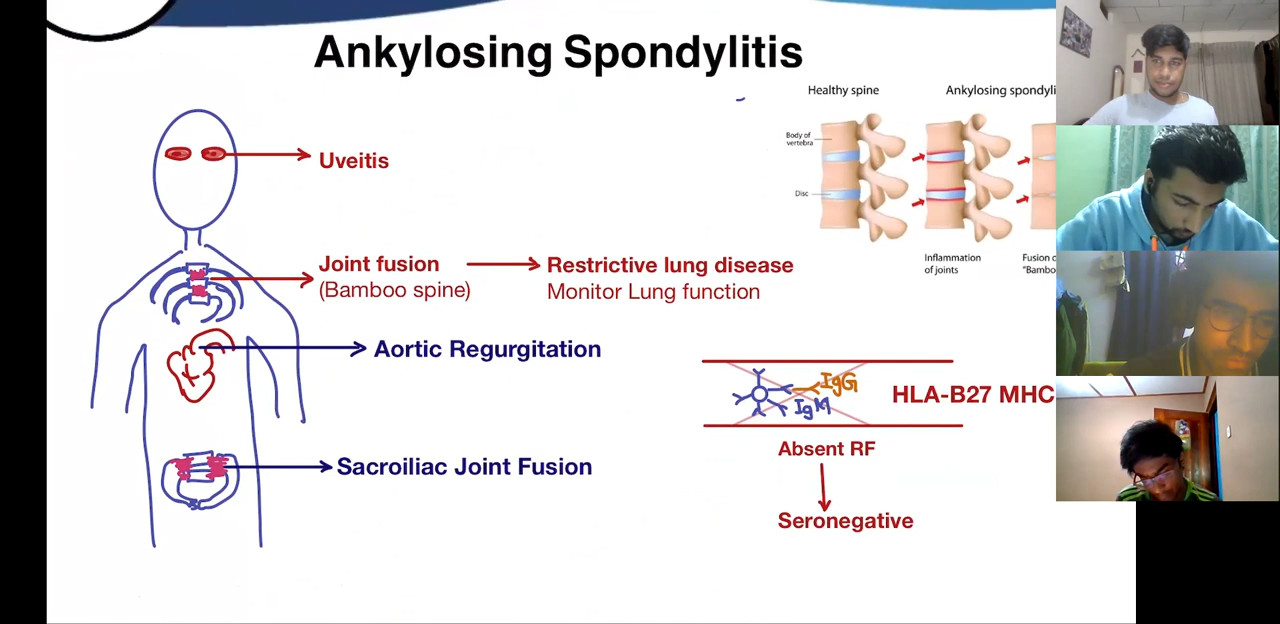 Ankylosing Spondylitis
Healthy spine
Ankylosing spondyli
Body of
vertebra
Disc
Inflammation
of joints
Fusion o
"Bambo
Uveitis
Joint fusion
(Bamboo spine)
Restrictive lung disease
Monitor Lung function
Aortic Regurgitation
IgG
IgM
HLA-B27 MHC
Absent RF
Seronegative
Sacroiliac Joint Fusion